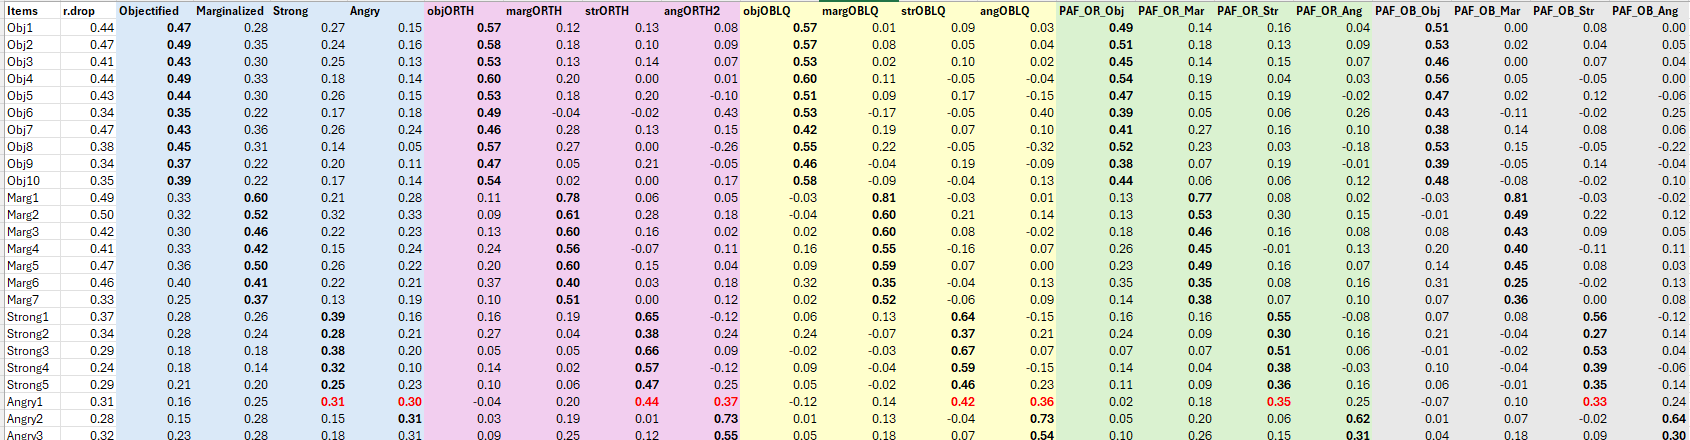 Items r.drop Objectified Marginalized Strong Angry objORTH margORTH strORTH angORTH2 objOBLQ margOBLQ strOBLQ angOBLQ PAF_OR_Obj PAF_OR_Mar PAF_OR_Str PAF_OR_Ang PAF_OB_Obj PAF_OB_Mar PAF_OB_Str PAF_OB_Ang
Obj1 0.44 0.47 0.28 0.27 0.15 0.57 0.12 0.13 0.08 0.57 0.01 0.09 0.03 0.49 0.14 0.16 0.04 0.51 0.00 0.08 0.00
Obj2 0.47 0.49 0.35 0.24 0.16 0.58 0.18 0.10 0.09 0.57 0.08 0.05 0.04 0.51 0.18 0.13 0.09 0.53 0.02 0.04 0.05
Obj3 0.41 0.43 0.30 0.25 0.13 0.53 0.13 0.14 0.07 0.53 0.02 0.10 0.02 0.45 0.14 0.15 0.07 0.46 0.00 0.07 0.04
Obj4 0.44 0.49 0.33 0.18 0.14 0.60 0.20 0.00 0.01 0.60 0.11 -0.05 -0.04 0.54 0.19 0.04 0.03 0.56 0.05 -0.05 0.00
Obj5 0.43 0.44 0.30 0.26 0.15 0.53 0.18 0.20 -0.10 0.51 0.09 0.17 -0.15 0.47 0.15 0.19 -0.02 0.47 0.02 0.12 -0.06
Obj6 0.34 0.35 0.22 0.17 0.18 0.49 -0.04 -0.02 0.43 0.53 -0.17 -0.05 0.40 0.39 0.05 0.06 0.26 0.43 -0.11 -0.02 0.25
Obj7 0.47 0.43 0.36 0.26 0.24 0.46 0.28 0.13 0.15 0.42 0.19 0.07 0.10 0.41 0.27 0.16 0.10 0.38 0.14 0.08 0.06
Obj8 0.38 0.45 0.31 0.14 0.05 0.57 0.27 0.00 -0.26 0.55 0.22 -0.05 -0.32 0.52 0.23 0.03 -0.18 0.53 0.15 -0.05 -0.22
Obj9 0.34 0.37 0.22 0.20 0.11 0.47 0.05 0.21 -0.05 0.46 -0.04 0.19 -0.09 0.38 0.07 0.19 -0.01 0.39 -0.05 0.14 -0.04
Obj10 0.35 0.39 0.22 0.17 0.14 0.54 0.02 0.00 0.17 0.58 -0.09 -0.04 0.13 0.44 0.06 0.06 0.12 0.48 -0.08 -0.02 0.10
Marg1 0.49 0.33 0.60 0.21 0.28 0.11 0.78 0.06 0.05 -0.03 0.81 -0.03 0.01 0.13 0.77 0.08 0.02 -0.03 0.81 -0.03 -0.02
Marg2 0.50 0.32 0.52 0.32 0.33 0.09 0.61 0.28 0.18 -0.04 0.60 0.21 0.14 0.13 0.53 0.30 0.15 -0.01 0.49 0.22 0.12
Marg3 0.42 0.30 0.46 0.22 0.23 0.13 0.60 0.16 0.02 0.02 0.60 0.08 -0.02 0.18 0.46 0.16 0.08 0.08 0.43 0.09 0.05
Marg4 0.41 0.33 0.42 0.15 0.24 0.24 0.56 -0.07 0.11 0.16 0.55 -0.16 0.07 0.26 0.45 -0.01 0.13 0.20 0.40 -0.11 0.11
Marg5 0.47 0.36 0.50 0.26 0.22 0.20 0.60 0.15 0.04 0.09 0.59 0.07 0.00 0.23 0.49 0.16 0.07 0.14 0.45 0.08 0.03
Marg6 0.46 0.40 0.41 0.22 0.21 0.37 0.40 0.03 0.18 0.32 0.35 -0.04 0.13 0.35 0.35 0.08 0.16 0.31 0.25 -0.02 0.13
Marg7 0.33 0.25 0.37 0.13 0.19 0.10 0.51 0.00 0.12 0.02 0.52 -0.06 0.09 0.14 0.38 0.07 0.10 0.07 0.36 0.00 0.08
Strong1 0.37 0.28 0.26 0.39 0.16 0.16 0.19 0.65 -0.12 0.06 0.13 0.64 -0.15 0.16 0.16 0.55 -0.08 0.07 0.08 0.56 -0.12
Strong2 0.34 0.28 0.24 0.28 0.21 0.27 0.04 0.38 0.24 0.24 -0.07 0.37 0.21 0.24 0.09 0.30 0.16 0.21 -0.04 0.27 0.14
Strong3 0.29 0.18 0.18 0.38 0.20 0.05 0.05 0.66 0.09 -0.02 -0.03 0.67 0.07 0.07 0.07 0.51 0.06 -0.01 -0.02 0.53 0.04
Strong4 0.24 0.18 0.14 0.32 0.10 0.14 0.02 0.57 -0.12 0.09 -0.04 0.59 -0.15 0.13 0.04 0.38 -0.03 0.10 -0.04 0.39 -0.06
Strong5 0.29 0.21 0.20 0.25 0.23 0.10 0.06 0.47 0.25 0.05 -0.02 0.46 0.23 0.11 0.09 0.36 0.16 0.06 -0.01 0.35 0.14
Angry1 0.31 0.16 0.25 0.31 0.30 -0.04 0.20 0.44 0.37 -0.12 0.14 0.42 0.36 0.02 0.18 0.35 0.25 -0.07 0.10 0.33 0.24
Angry2 0.28 0.15 0.28 0.15 0.31 0.03 0.19 0.01 0.73 0.01 0.13 -0.04 0.73 0.05 0.20 0.06 0.62 0.01 0.07 -0.02 0.64
Angry3 0.32 0.23 0.28 0.18 0.31 0.09 0.25 0.12 0.55 0.05 0.18 0.07 0.54 0.10 0.26 0.15 0.31 0.04 0.18 0.09 0.30